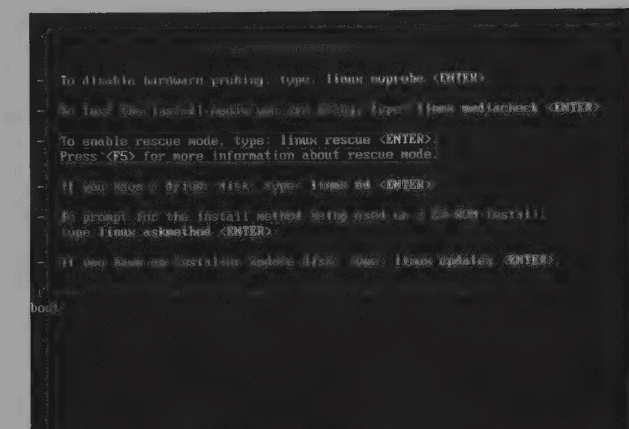 - To disable hardware probing, type: linux noprobe <ENTER>.
- To test the install media you are using, type: linux mediacheck <ENTER>.
- To enable rescue mode, type: linux rescue <ENTER>.
Press <F5> for more information about rescue mode.
- If you have a driver disk, type: linux dd <ENTER>.
- To prompt for the install method being used on a CD-ROM install,
type linux askmethod <ENTER>.
- If you have an installer update disk, type: linux updates <ENTER>.
boot: